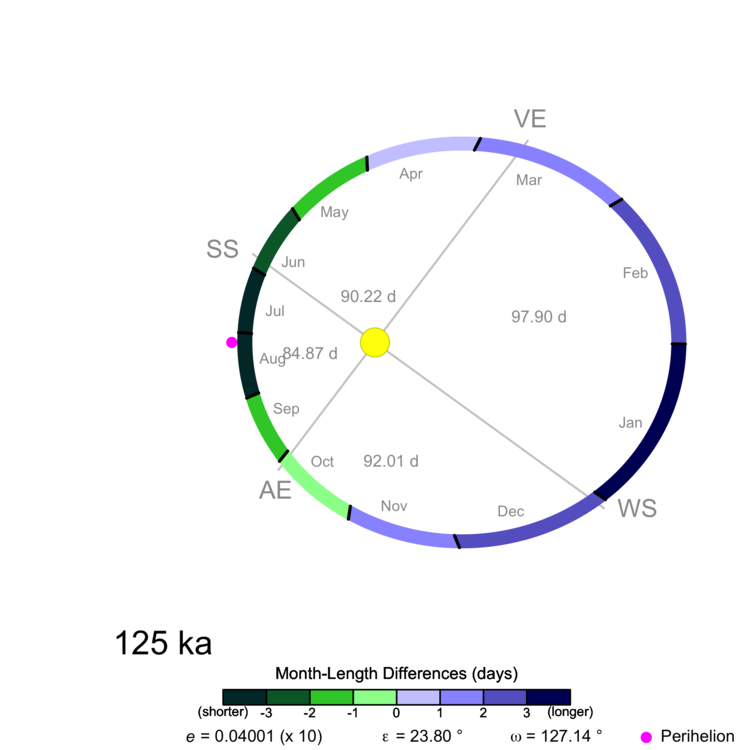 VE
Apr
Mar
May
SS
Jun
Feb
90.22 d
Jul
97.90 d
Aug
84.87 d
Sep
Jan
Oct
92.01 d
AE
Nov
Dec
WS
125 ka
Month-Length Differences (days)
(shorter) -3 -2 -1 0 1 2 3 (longer)
e = 0.04001 (x 10) ε = 23.80 ° ω = 127.14 ° Perihelion